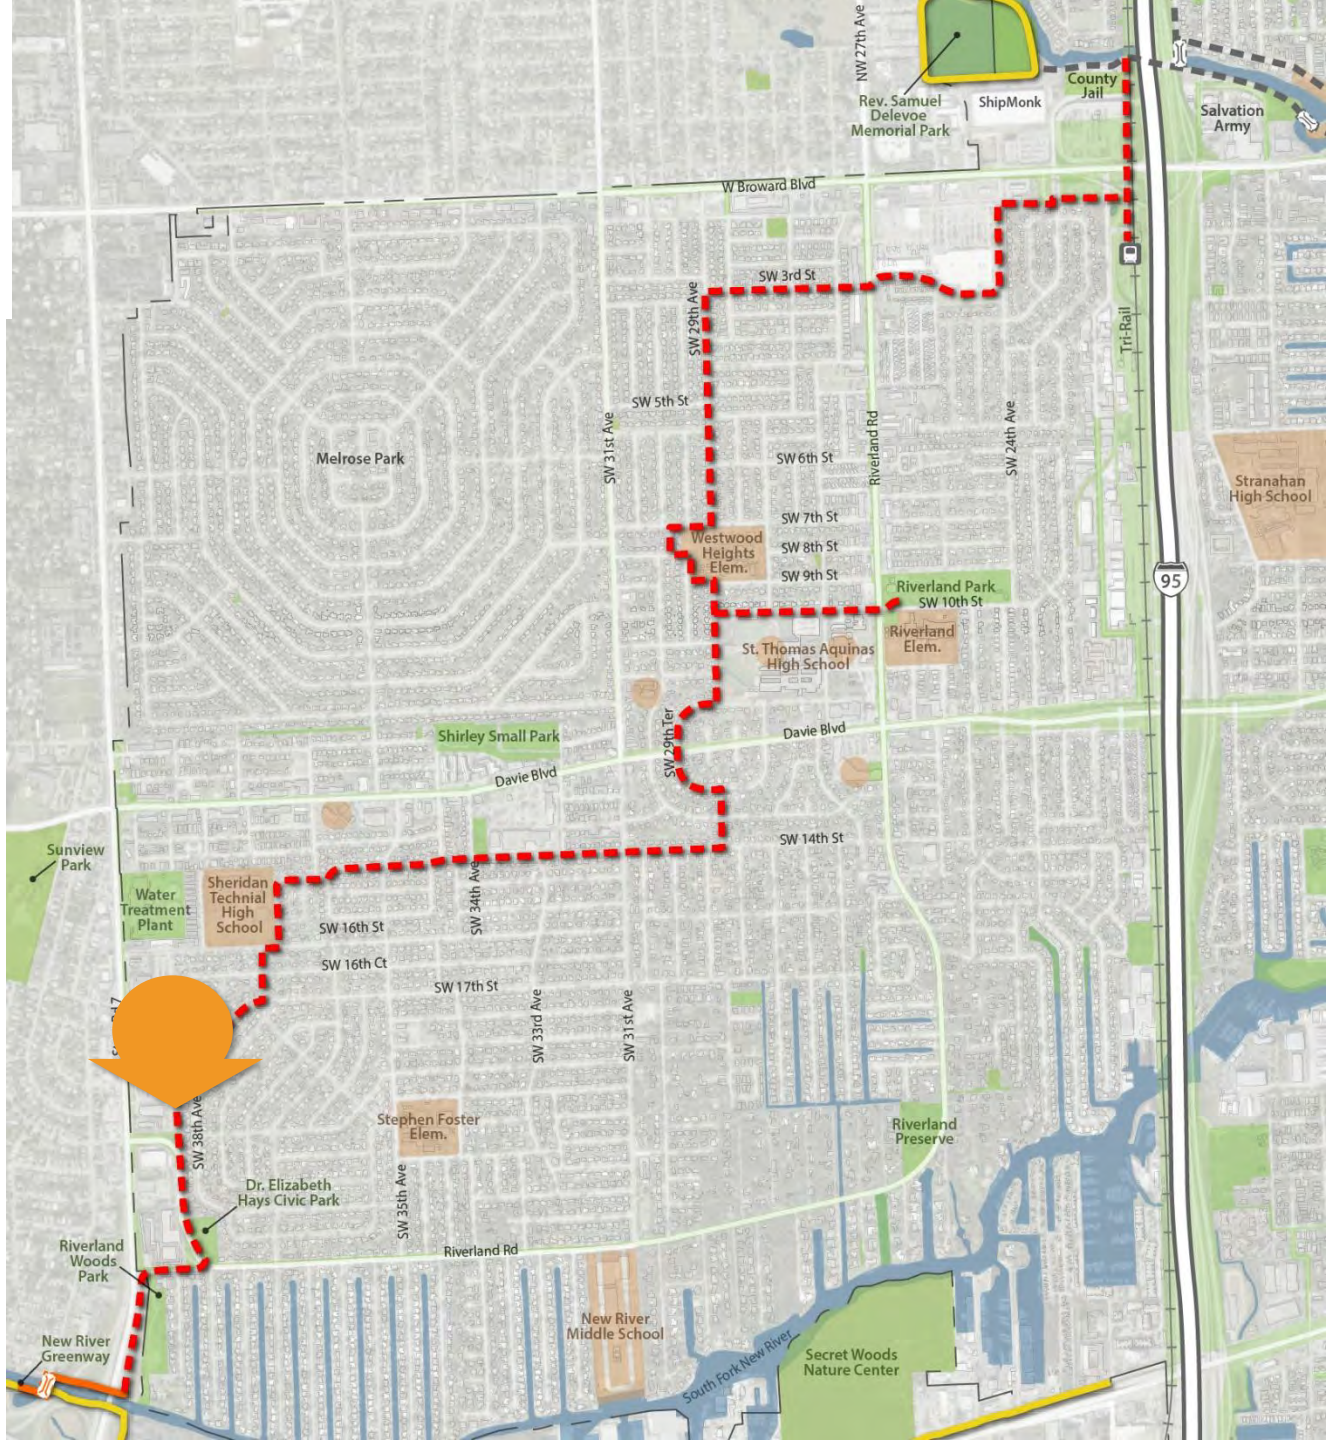 NW 27th Ave
County
Jail
Rev. Samuel
Delevoe
Memorial Park
ShipMonk
Salvation
Army
W Broward Blvd
SW 3rd St
SW 29th Ave
Tri-Rail
SW 5th St
SW 31st Ave
Riverland Rd
SW 24th Ave
Melrose Park
SW 6th St
Stranahan
High School
SW 7th St
Westwood
Heights
Elem.
SW 8th St
SW 9th St
95
Riverland Park
SW 10th St
Riverland
Elem.
St. Thomas Aquinas
High School
SW 29th Ter
Shirley Small Park
Davie Blvd
Davie Blvd
SW 14th St
Sunview
Park
Water
Treatment
Plant
Sheridan
Technial
High
School
SW 34th Ave
SW 16th St
SW 16th Ct
SW 17th St
SW 33rd Ave
SW 31st Ave
Stephen Foster
Elem.
Riverland
Preserve
SW 38th Ave
SW 35th Ave
Dr. Elizabeth
Hays Civic Park
Riverland
Woods
Park
Riverland Rd
New River
Middle School
New River
Greenway
South Fork New River
Secret Woods
Nature Center